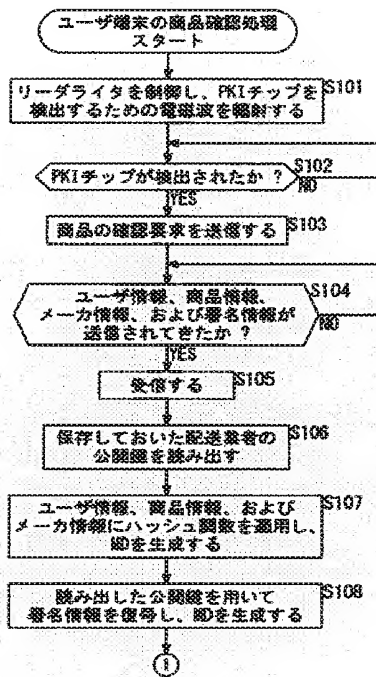 ユーザ端末の商品確認処理
スタート
リーダライタを制御し、PKIチップを
検出するための電磁波を輻射する
S101
PKIチップが検出されたか ?
S102
NO
YES
商品の確認要求を送信する
S103
ユーザ情報、商品情報、
メーカ情報、および署名情報が
送信されてきたか ?
S104
NO
YES
受信する
S105
保存しておいた配送業者の
公開鍵を読み出す
S106
ユーザ情報、商品情報、および
メーカ情報にハッシュ関数を適用し、
MDを生成する
S107
読み出した公開鍵を用いて
署名情報を復号し、MDを生成する
S108
1